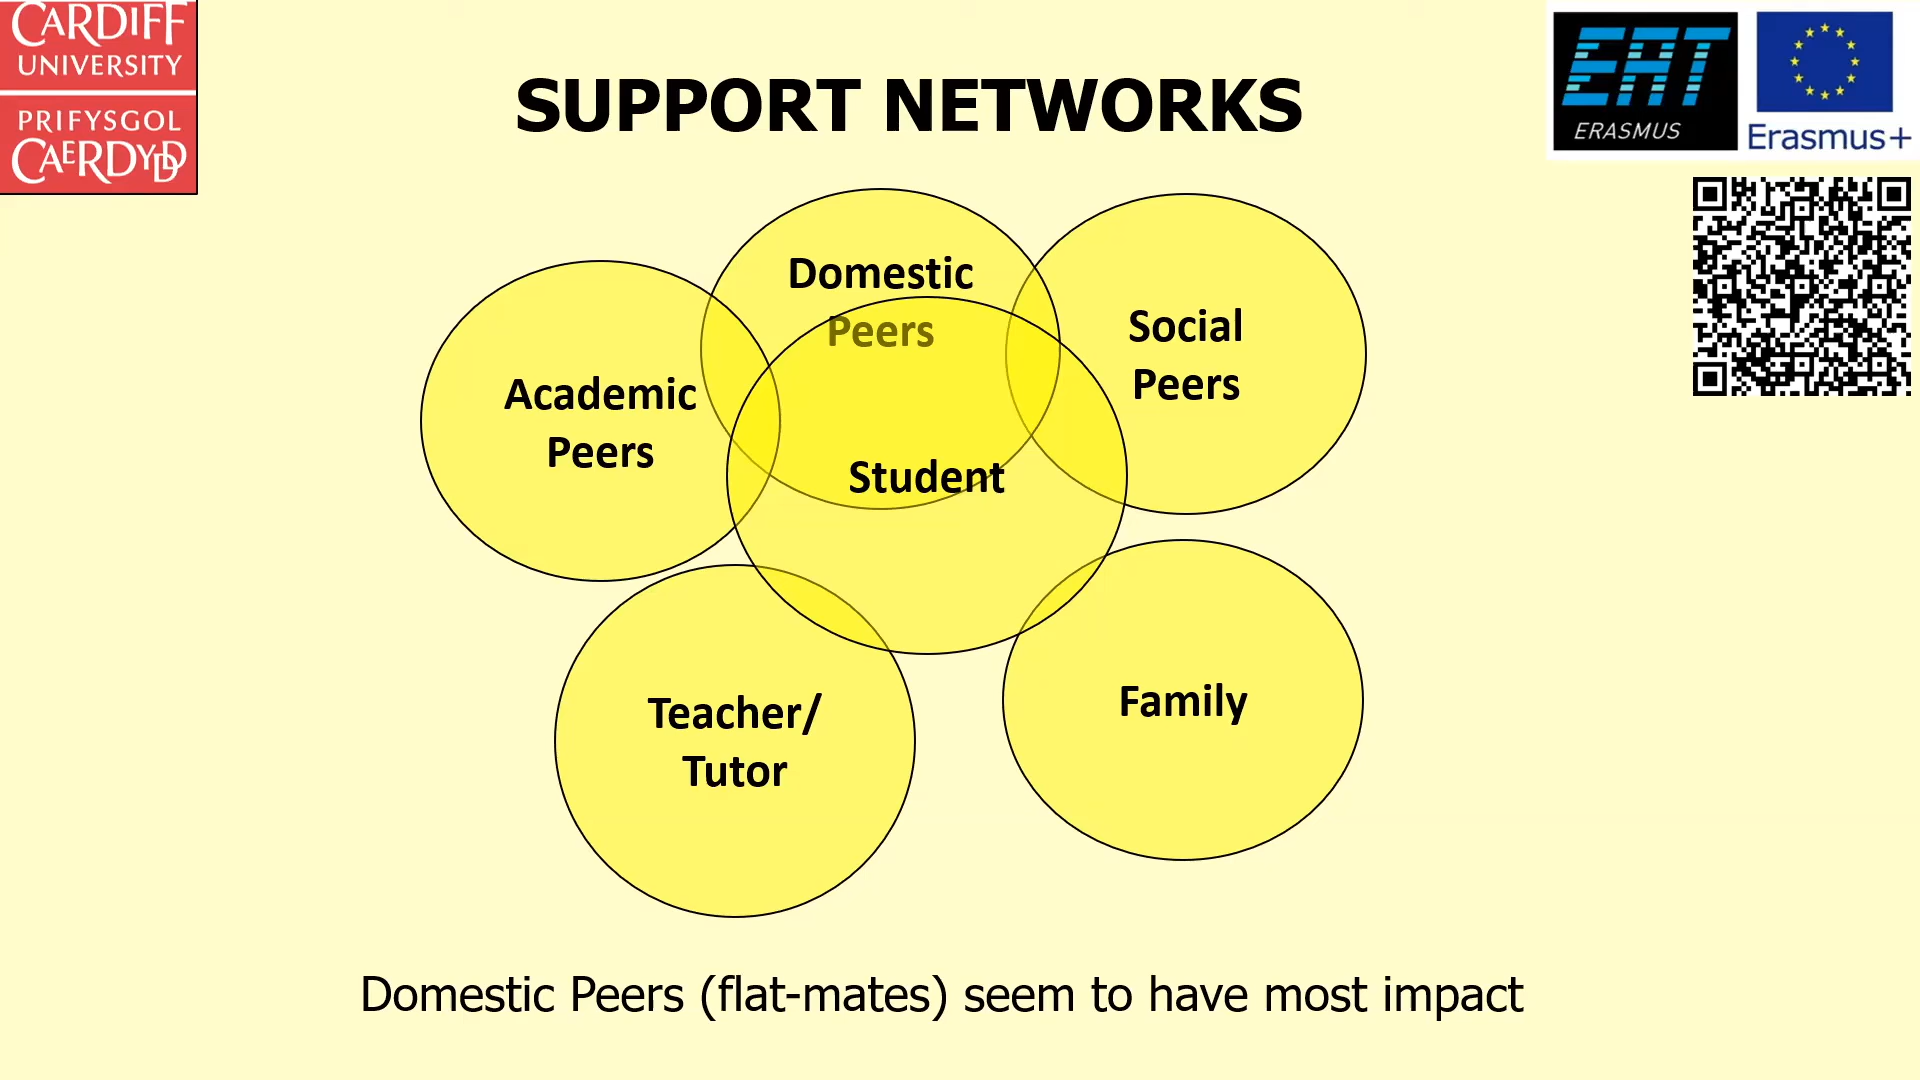 CARDIFF
UNIVERSITY
PRIFYSGOL
CAERDYDD
SUPPORT NETWORKS
EAT
ERASMUS
Erasmus+
Domestic
Peers
Social
Peers
Academic
Peers
Student
Teacher/
Tutor
Family
Domestic Peers (flat-mates) seem to have most impact